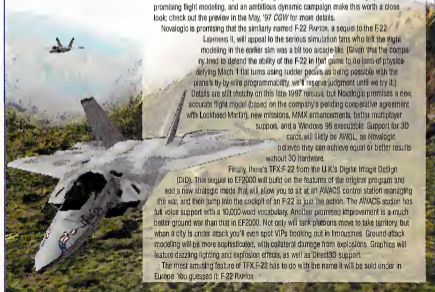 promising flight modeling, and an ambitious dynamic campaign make this worth a close
look; check out the preview in the May, '97 CGW for more details.
Novalogic is promising that the similarly named F-22 RAPTOR, a sequel to the F-22
LIGHTNING II, will appeal to the serious simulation fans who felt the flight
modeling in the earlier sim was a bit too arcade-like. (Given that the compa-
ny tried to defend the ability of the F-22 in that game to do laws-of-physics-
defying Mach 1 flat turns using rudder pedals as being possible with the
plane's fly-by-wire programmability, we'll reserve judgment until we try it.)
Details are still sketchy on this late 1997 release, but Novalogic promises a new,
accurate flight model (based on the company's pending cooperative agreement
with Lockheed-Martin), new missions, MMX enhancements, better multiplayer
support, and a Windows 95 executable. Support for 3D
cards will likely be AWOL, as Novalogic
believes they can achieve equal or better results
without 3D hardware.
Finally, there's TFX:F-22 from the U.K.'s Digital Image Design
(DID). This sequel to EF2000 will build on the features of the original program and
add a new strategic mode that will allow you to sit at an AWACS control station managing
the war, and then jump into the cockpit of an F-22 to join the action. The AWACS station has
full voice support with a 10,000-word vocabulary. Another promised improvement is a much
better ground war than that in EF2000. Not only will tank platoons move to take territory, but
when a city is under attack you'll even spot VIPs booking out in limousines. Ground-attack
modeling will be more sophisticated, with collateral damage from explosions. Graphics will
feature dazzling lighting and explosion effects, as well as Direct3D support.
The most amusing feature of TFX:F-22 has to do with the name it will be sold under in
Europe. You guessed it: F-22 RAPTOR.